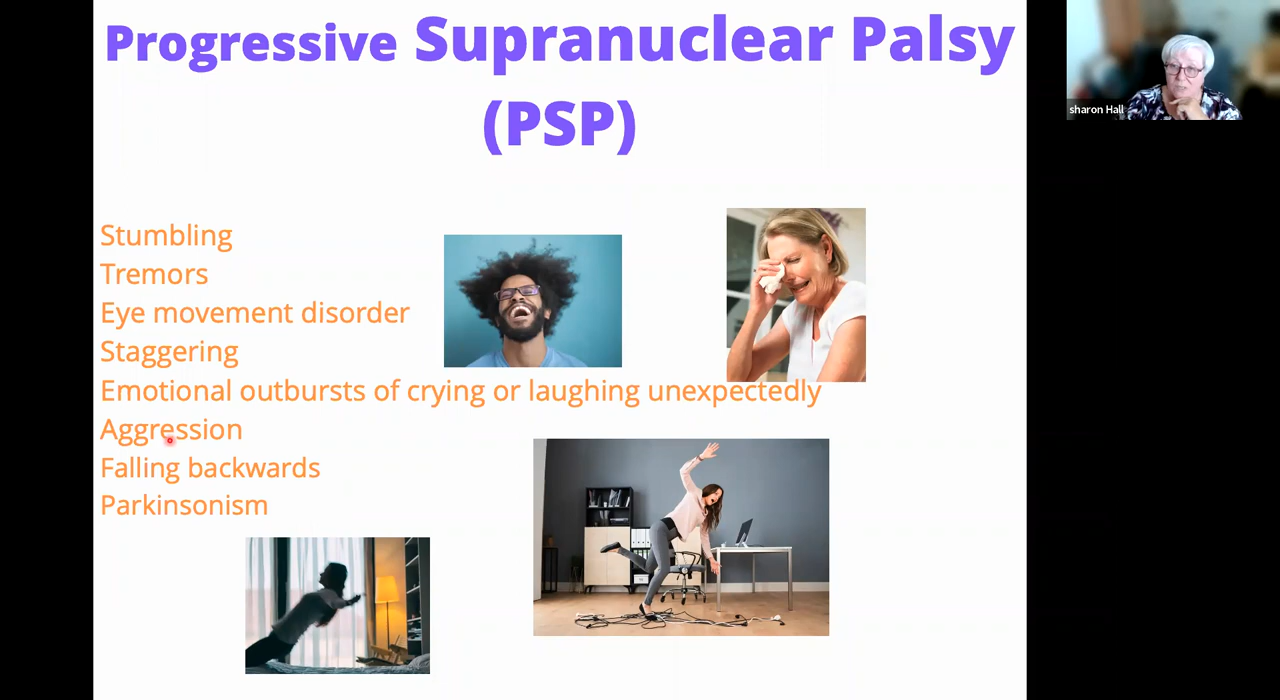 Progressive Supranuclear Palsy
(PSP)
sharon Hall
Stumbling
Tremors
Eye movement disorder
Staggering
Emotional outbursts of crying or laughing unexpectedly
Aggression
Falling backwards
Parkinsonism